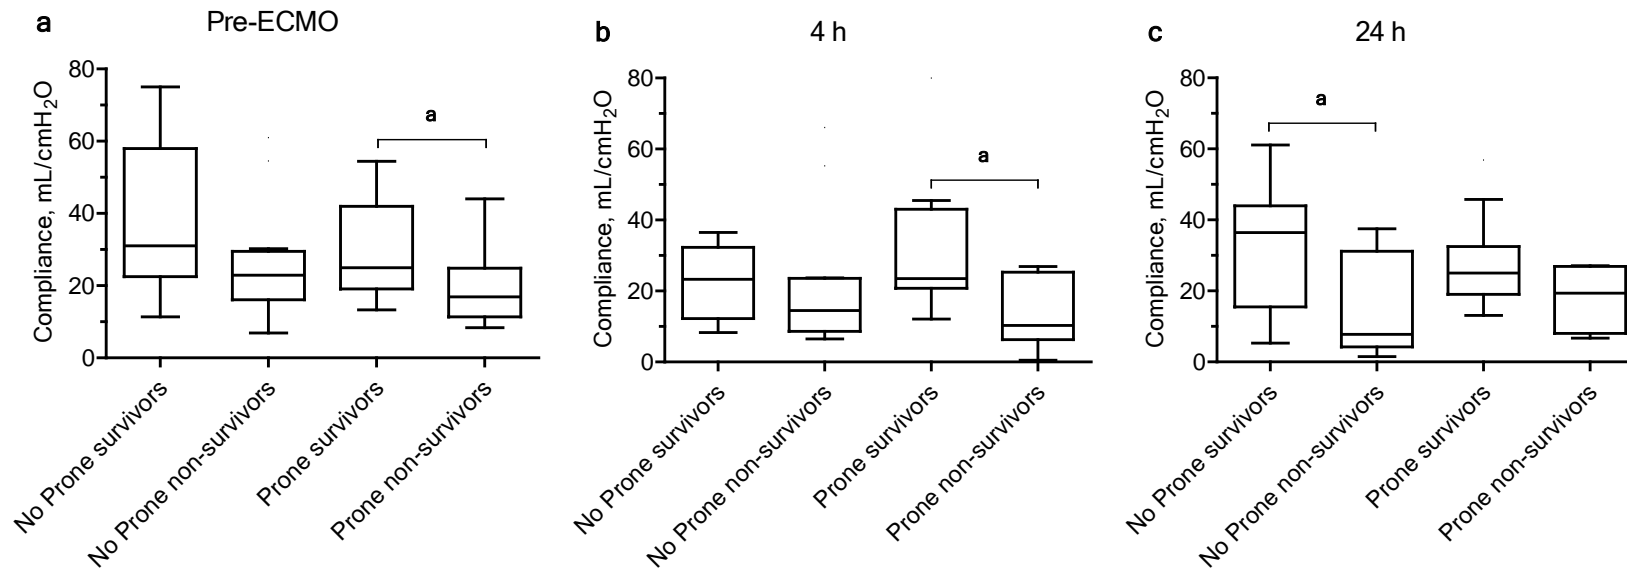 a
Pre-ECMO
Compliance, mL/cmH₂O
80
60
40
20
0
a
No Prone survivors
No Prone non-survivors
Prone survivors
Prone non-survivors
b
4 h
Compliance, mL/cmH₂O
80
60
40
20
0
a
No Prone survivors
No Prone non-survivors
Prone survivors
Prone non-survivors
c
24 h
Compliance, mL/cmH₂O
80
60
40
20
0
a
No Prone survivors
No Prone non-survivors
Prone survivors
Prone non-survivors